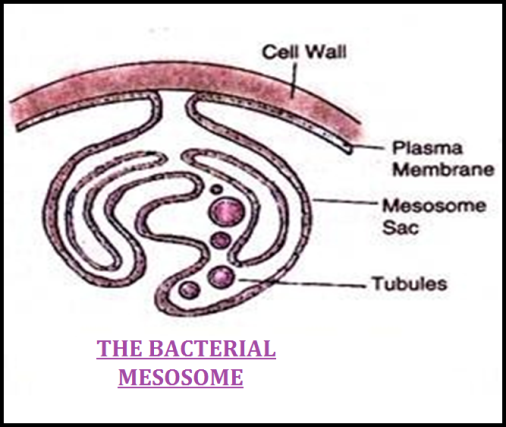 Cell Wall
Plasma
Membrane
Mesosome
Sac
Tubules
THE BACTERIAL
MESOSOME